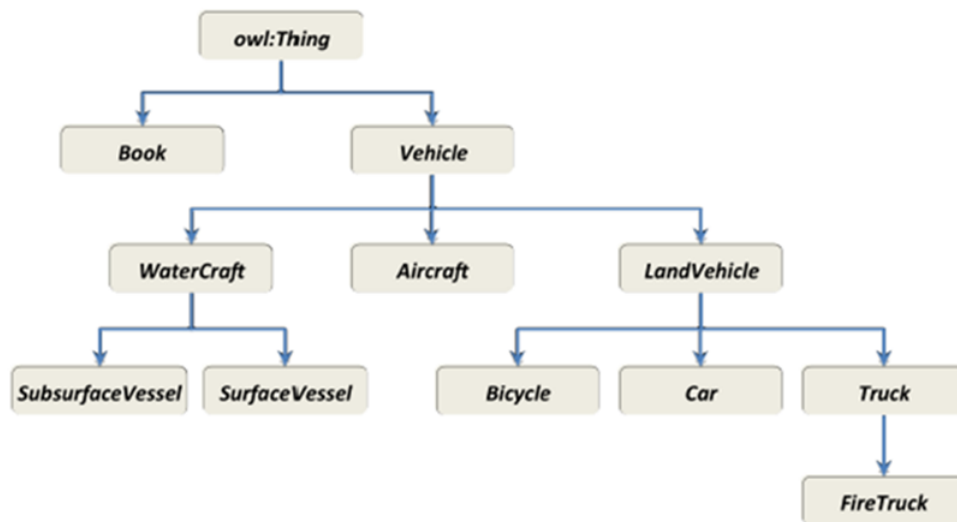 owl:Thing
Book
Vehicle
WaterCraft
Aircraft
LandVehicle
SubsurfaceVessel
SurfaceVessel
Bicycle
Car
Truck
FireTruck